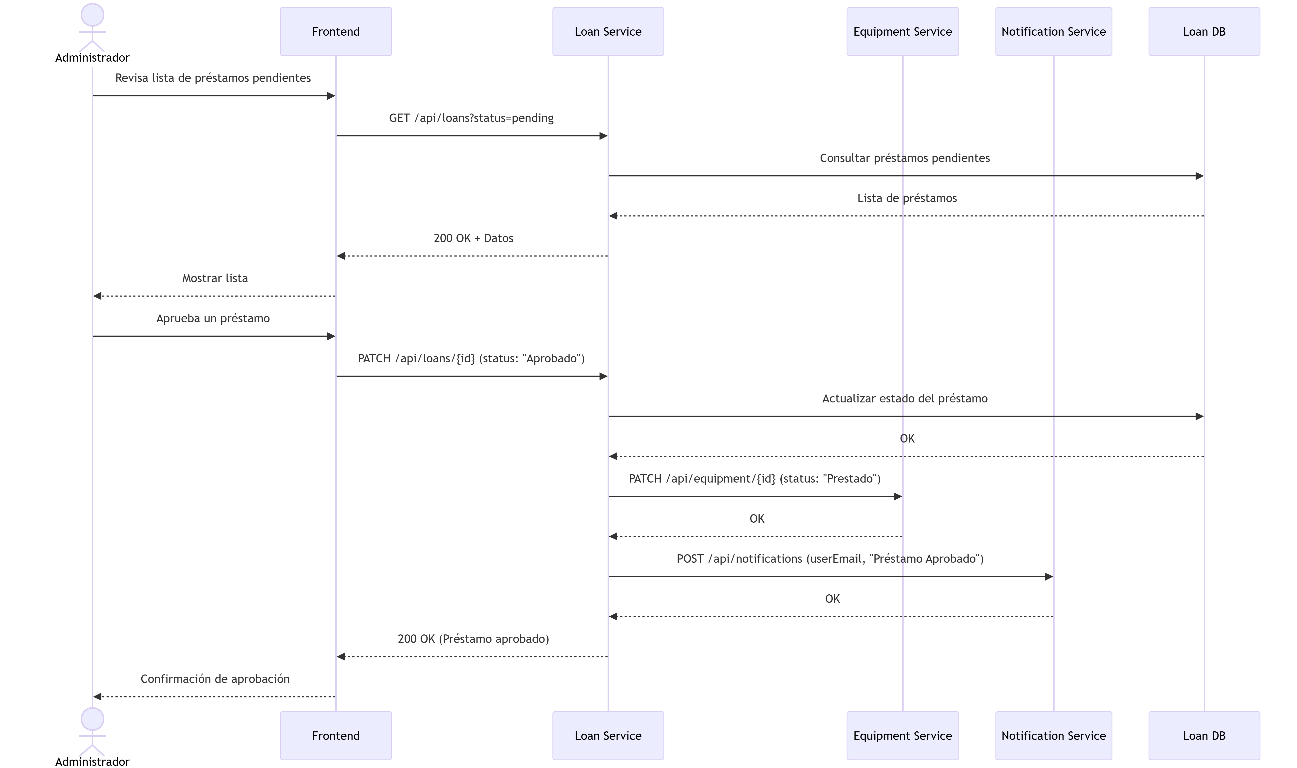 Administrador
Frontend
Loan Service
Equipment Service
Notification Service
Loan DB
Revisa lista de préstamos pendientes
GET /api/loans?status=pending
Consultar préstamos pendientes
Lista de préstamos
200 OK + Datos
Mostrar lista
Aprueba un préstamo
PATCH /api/loans/{id} (status: "Aprobado")
Actualizar estado del préstamo
OK
PATCH /api/equipment/{id} (status: "Prestado")
OK
POST /api/notifications (userEmail, "Préstamo Aprobado")
OK
200 OK (Préstamo aprobado)
Confirmación de aprobación
Administrador
Frontend
Loan Service
Equipment Service
Notification Service
Loan DB